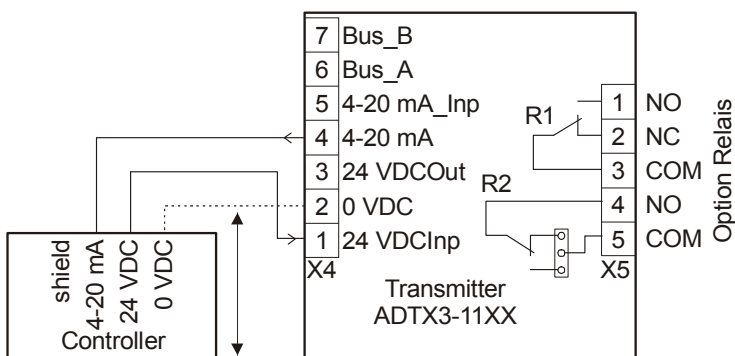 7 Bus_B
6 Bus_A
5 4-20 mA_Inp
4 4-20 mA
3 24 VDCOut
2 0 VDC
1 24 VDCInp
X4
R1
R2
1 NO
2 NC
3 COM
4 NO
5 COM
X5
Option Relais
Transmitter
ADTX3-11XX
shield
4-20 mA
24 VDC
0 VDC
Controller